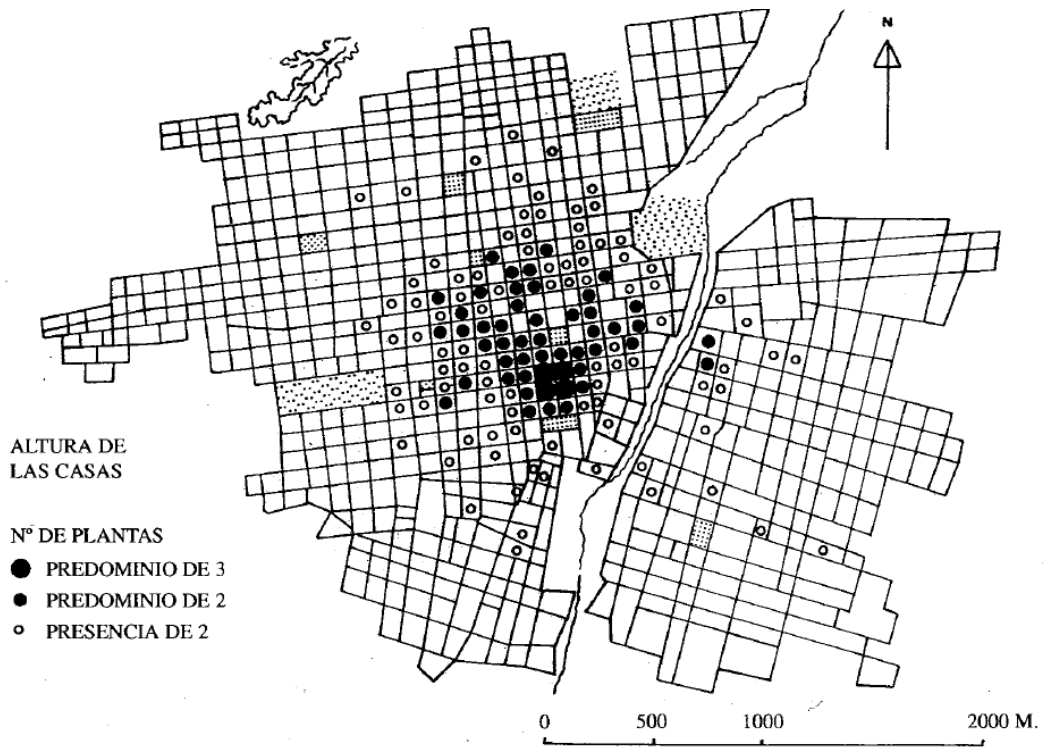 N
ALTURA DE
LAS CASAS
Nº DE PLANTAS
PREDOMINIO DE 3
PREDOMINIO DE 2
PRESENCIA DE 2
0 500 1000 2000 M.